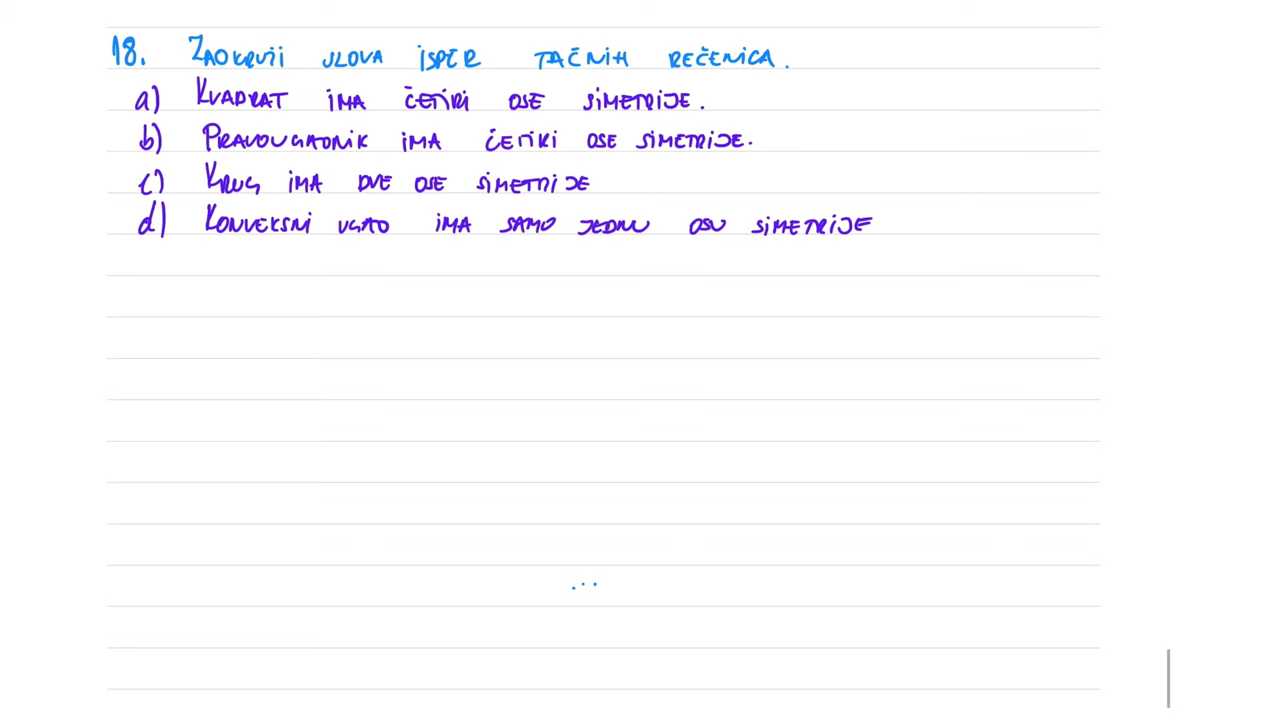 18. ZAOKRUŽI SLOVA ISPRED TAČNIH REČENICA.
a) KVADRAT IMA ČETIRI OSE SIMETRIJE.
b) PRAVOUGAONIK IMA ČETIRI OSE SIMETRIJE.
c) KRUG IMA DVE OSE SIMETRIJE
d) KONVEKSNI UGAO IMA SAMO JEDNU OSU SIMETRIJE
...